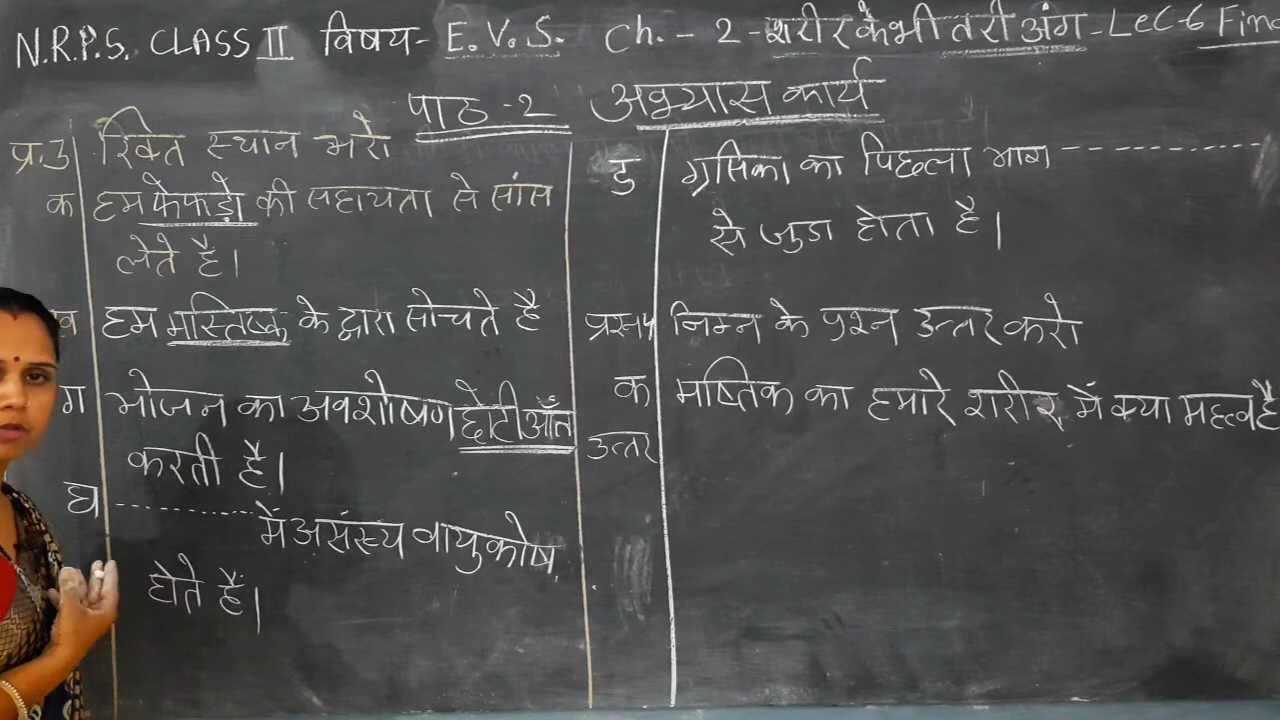 N.R.P.S. CLASS II विषय- E.V.S. Ch. - 2 - शरीर के भीतरी अंग - Lec-6 Fina
पाठ - 2 अभ्यास कार्य
प्र.3 रिक्त स्थान भरो
क हम फेफड़ो की सहायता से सांस
लेते है।
ख हम मस्तिष्क के द्वारा सोचते है
ग भोजन का अवशोषण छोटी आँत
करती है।
घ ------------ में असंख्य वायुकोष
होते हैं।
ड ग्रसिका का पिछला भाग ------------
से जुडा होता है।
निम्न के प्रश्न उत्तर करो
क मष्तिक का हमारे शरीर में क्या महत्व है
उत्तर